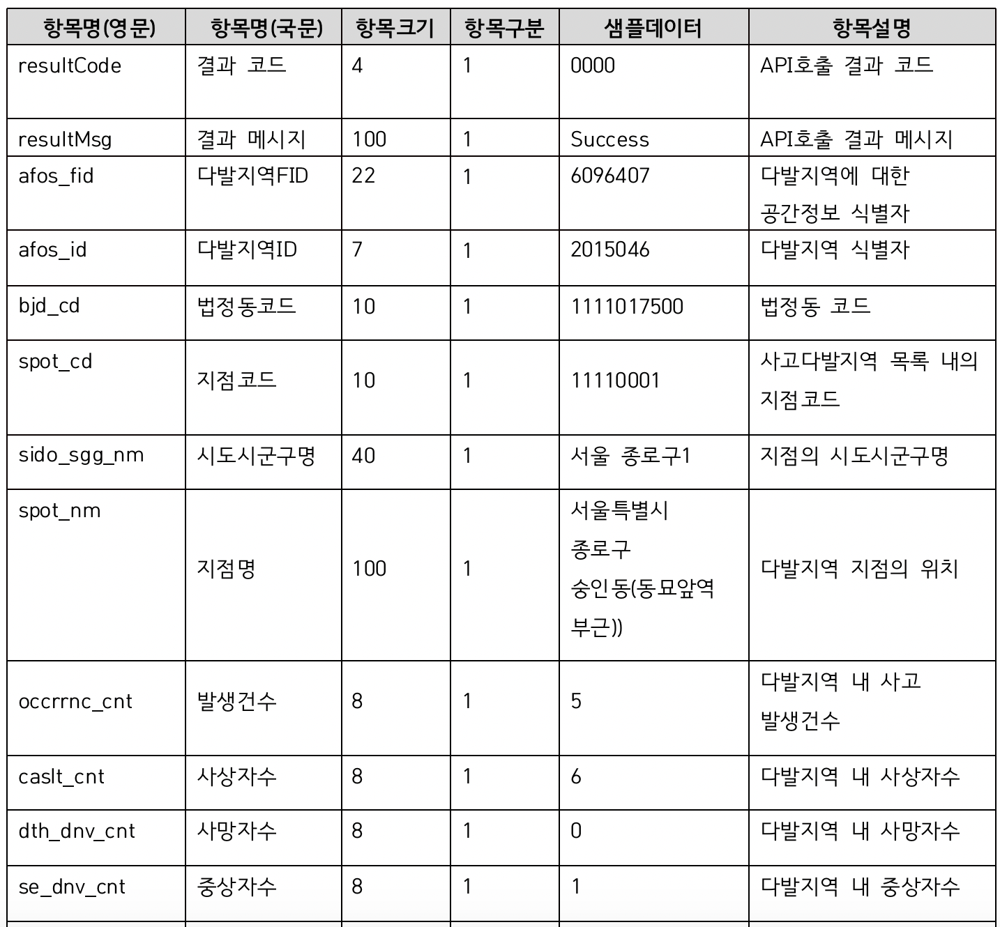 항목명(영문) 항목명(국문) 항목크기 항목구분 샘플데이터 항목설명
resultCode 결과 코드 4 1 0000 API호출 결과 코드
resultMsg 결과 메시지 100 1 Success API호출 결과 메시지
afos_fid 다발지역FID 22 1 6096407 다발지역에 대한
공간정보 식별자
afos_id 다발지역ID 7 1 2015046 다발지역 식별자
bjd_cd 법정동코드 10 1 1111017500 법정동 코드
spot_cd 지점코드 10 1 11110001 사고다발지역 목록 내의
지점코드
sido_sgg_nm 시도시군구명 40 1 서울 종로구1 지점의 시도시군구명
spot_nm 지점명 100 1 서울특별시
종로구
숭인동(동묘앞역
부근)) 다발지역 지점의 위치
occrrnc_cnt 발생건수 8 1 5 다발지역 내 사고
발생건수
caslt_cnt 사상자수 8 1 6 다발지역 내 사상자수
dth_dnv_cnt 사망자수 8 1 0 다발지역 내 사망자수
se_dnv_cnt 중상자수 8 1 1 다발지역 내 중상자수